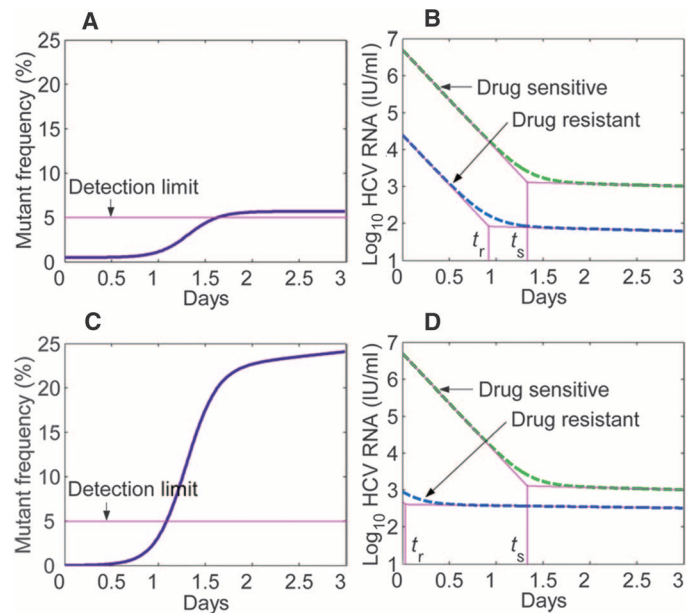 A
25
20
15
10
5
0
Mutant frequency (%)
Detection limit
0 0.5 1 1.5 2 2.5 3
Days
B
7
6
5
4
3
2
1
Log10 HCV RNA (IU/ml)
Drug sensitive
Drug resistant
tr ts
0 0.5 1 1.5 2 2.5 3
Days
C
25
20
15
10
5
0
Mutant frequency (%)
Detection limit
0 0.5 1 1.5 2 2.5 3
Days
D
7
6
5
4
3
2
1
Log10 HCV RNA (IU/ml)
Drug sensitive
Drug resistant
tr ts
0 0.5 1 1.5 2 2.5 3
Days